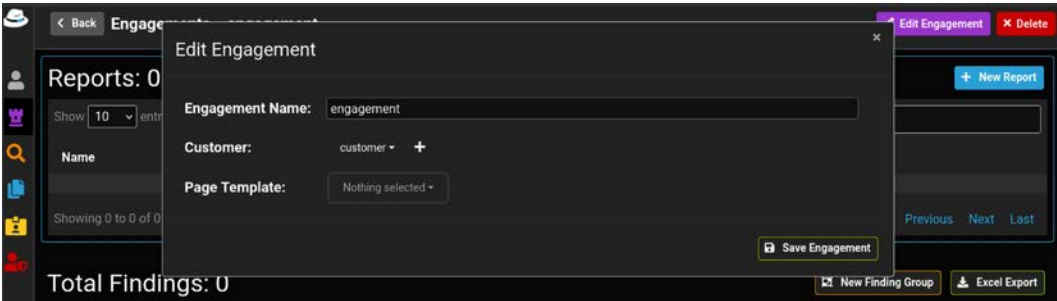 Back
Edit Engagement
Delete
Edit Engagement
×
Reports: 0
New Report
Engagement Name: engagement
Show 10
Customer: customer
Name
Page Template: Nothing selected
Showing 0 to 0 of 0
Previous Next Last
Save Engagement
Total Findings: 0
New Finding Group
Excel Export